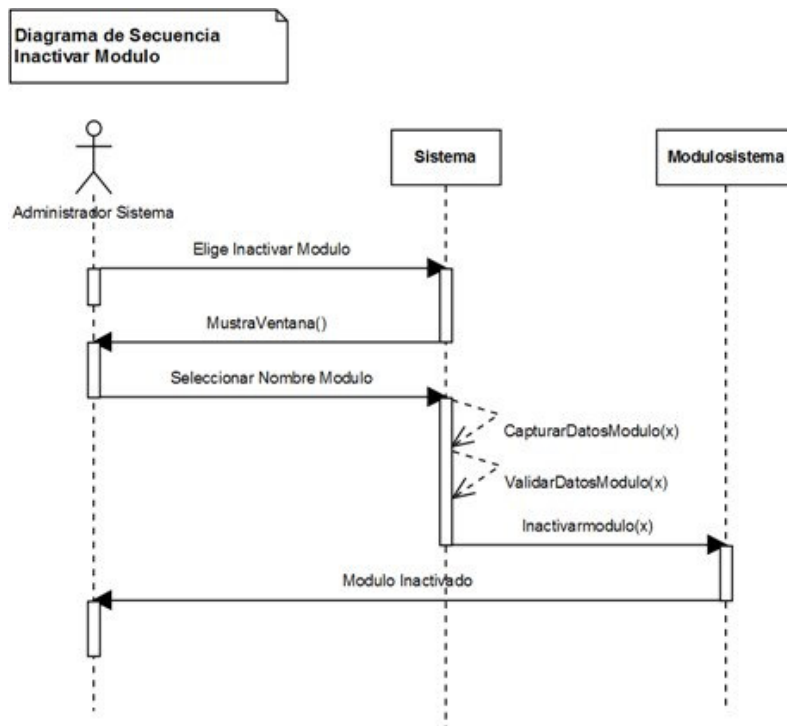 Diagrama de Secuencia
Inactivar Modulo
Sistema
Modulosistema
Administrador Sistema
Elige Inactivar Modulo
MustraVentana()
Seleccionar Nombre Modulo
CapturarDatosModulo(x)
ValidarDatosModulo(x)
Inactivarmodulo(x)
Modulo Inactivado